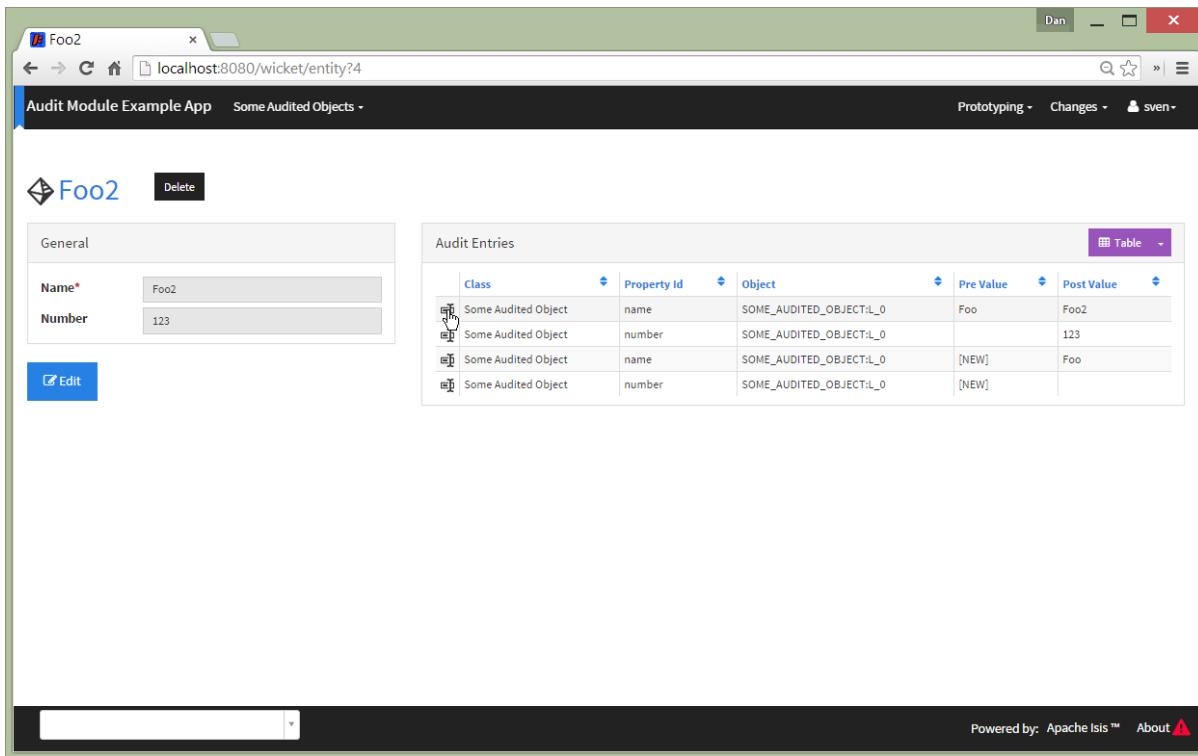 Dan
Foo2
localhost:8080/wicket/entity?4
Audit Module Example App Some Audited Objects Prototyping Changes sven
Foo2 Delete
General
Name* Foo2
Number 123
Edit
Audit Entries Table
Class Property Id Object Pre Value Post Value
Some Audited Object name SOME_AUDITED_OBJECT:L_0 Foo Foo2
Some Audited Object number SOME_AUDITED_OBJECT:L_0 123
Some Audited Object name SOME_AUDITED_OBJECT:L_0 [NEW] Foo
Some Audited Object number SOME_AUDITED_OBJECT:L_0 [NEW]
Powered by: Apache Isis ™ About